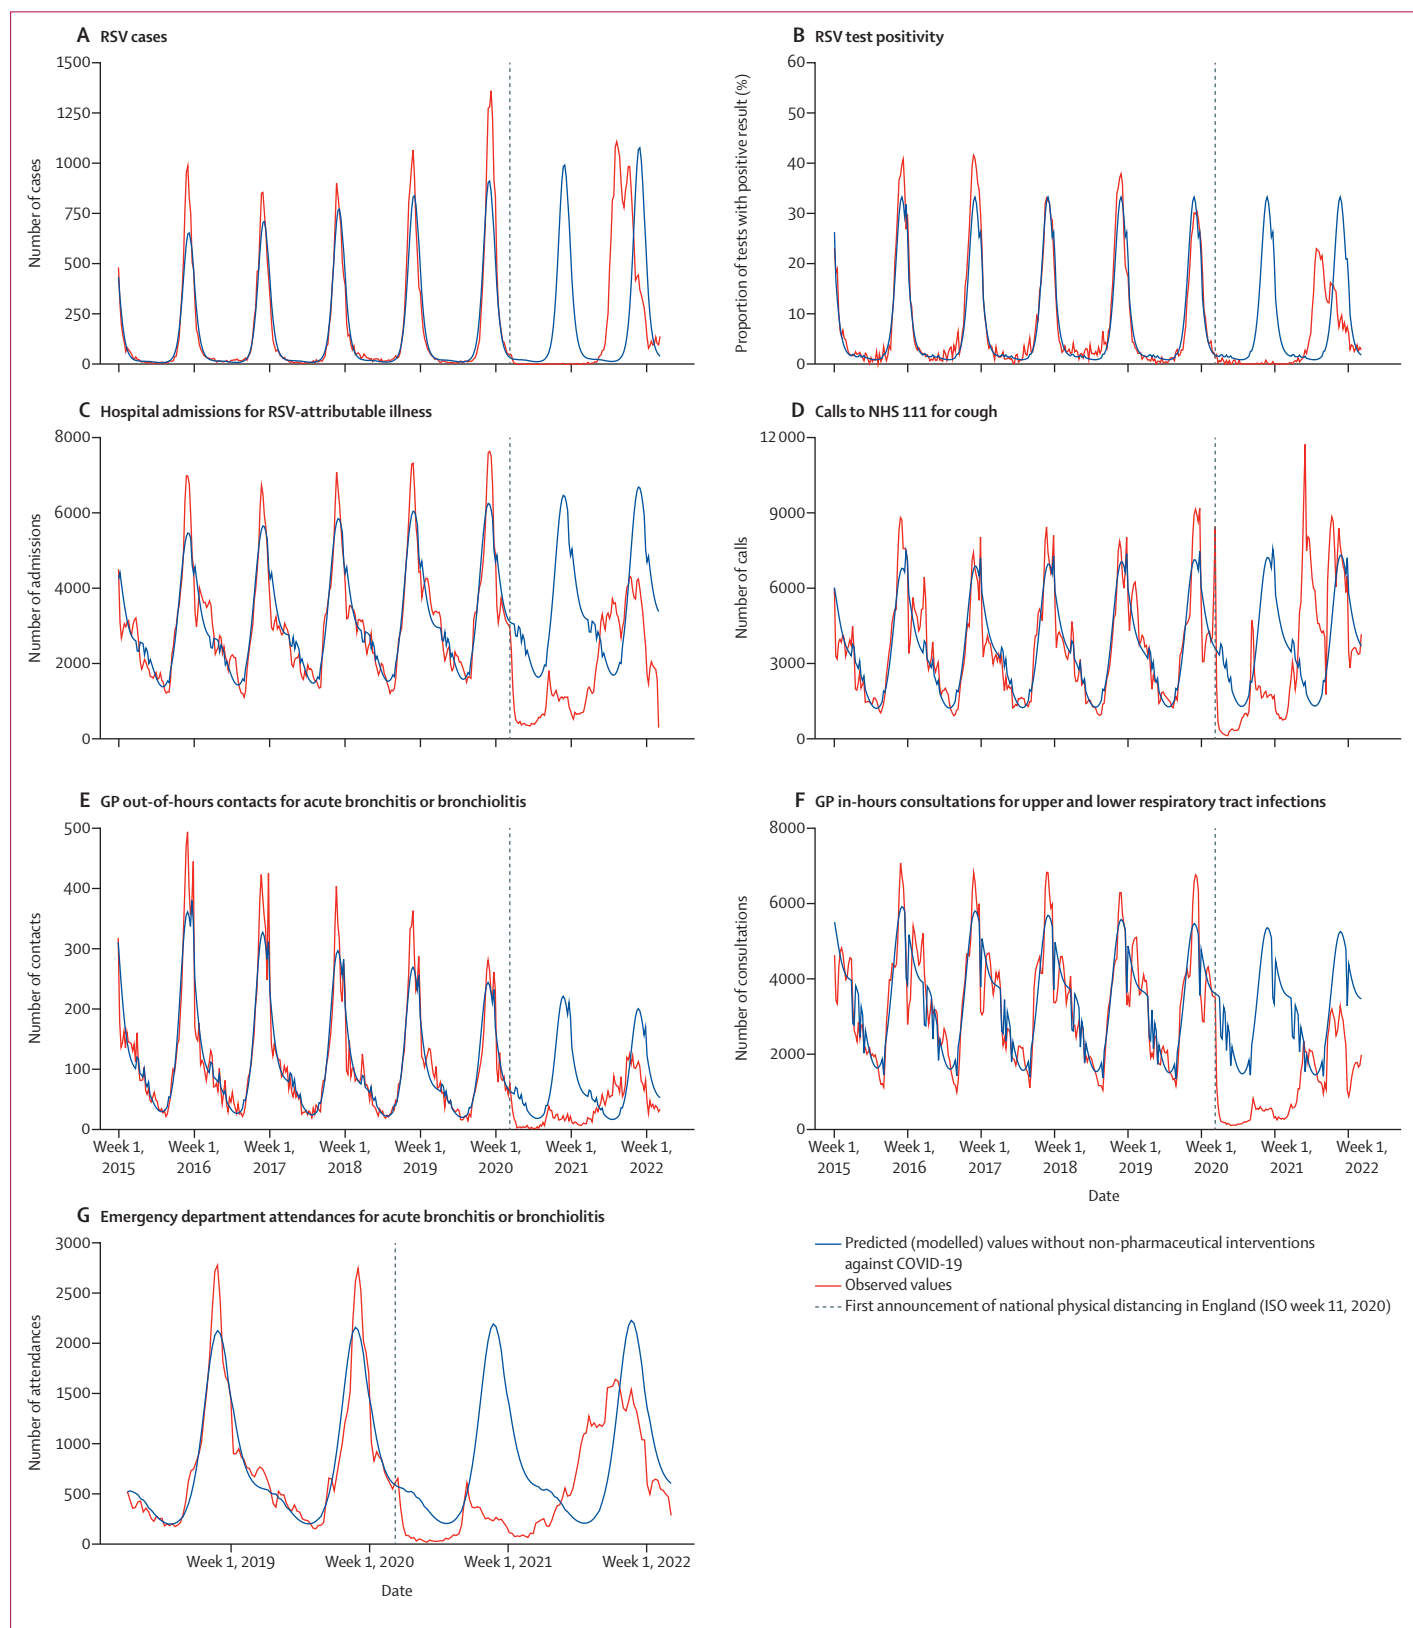 A RSV cases
1500
1250
1000
750
500
250
0
Number of cases
B RSV test positivity
60
50
40
30
20
10
0
Proportion of tests with positive result (%)
C Hospital admissions for RSV-attributable illness
8000
6000
4000
2000
0
Number of admissions
D Calls to NHS 111 for cough
12 000
9000
6000
3000
0
Number of calls
E GP out-of-hours contacts for acute bronchitis or bronchiolitis
500
400
300
200
100
0
Number of contacts
Week 1, Week 1, Week 1, Week 1, Week 1, Week 1, Week 1, Week 1,
2015 2016 2017 2018 2019 2020 2021 2022
F GP in-hours consultations for upper and lower respiratory tract infections
8000
6000
4000
2000
0
Number of consultations
Week 1, Week 1, Week 1, Week 1, Week 1, Week 1, Week 1, Week 1,
2015 2016 2017 2018 2019 2020 2021 2022
Date
G Emergency department attendances for acute bronchitis or bronchiolitis
3000
2500
2000
1500
1000
500
0
Number of attendances
Week 1, 2019 Week 1, 2020 Week 1, 2021 Week 1, 2022
Date
Predicted (modelled) values without non-pharmaceutical interventions
against COVID-19
Observed values
First announcement of national physical distancing in England (ISO week 11, 2020)